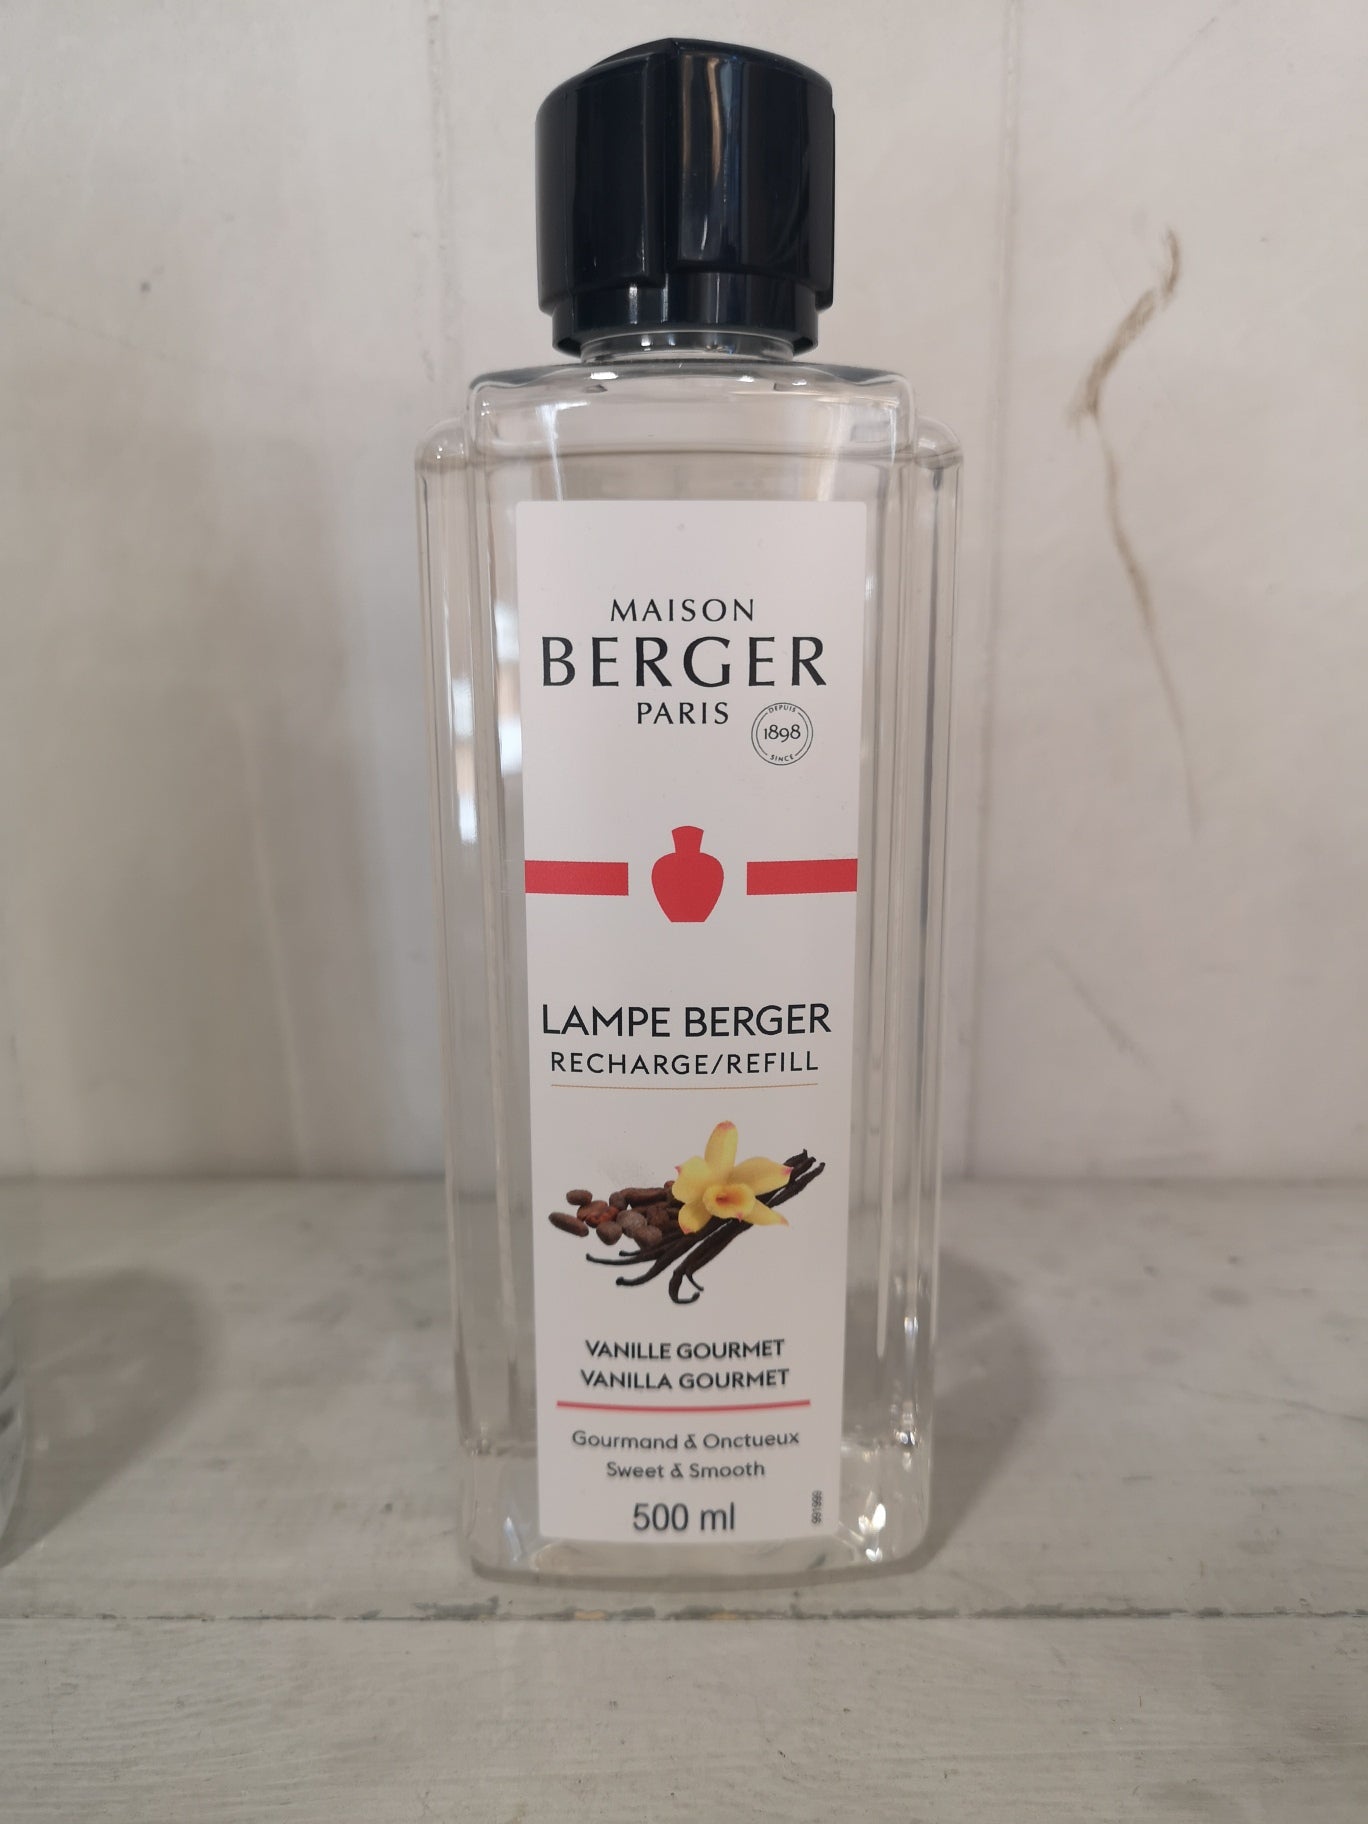 MAISON
BERGER
PARIS
DEPUIS
1898
SINCE
LAMPE BERGER
RECHARGE/REFILL
VANILLE GOURMET
VANILLA GOURMET
Gourmand & Onctueux
Sweet & Smooth
500 ml